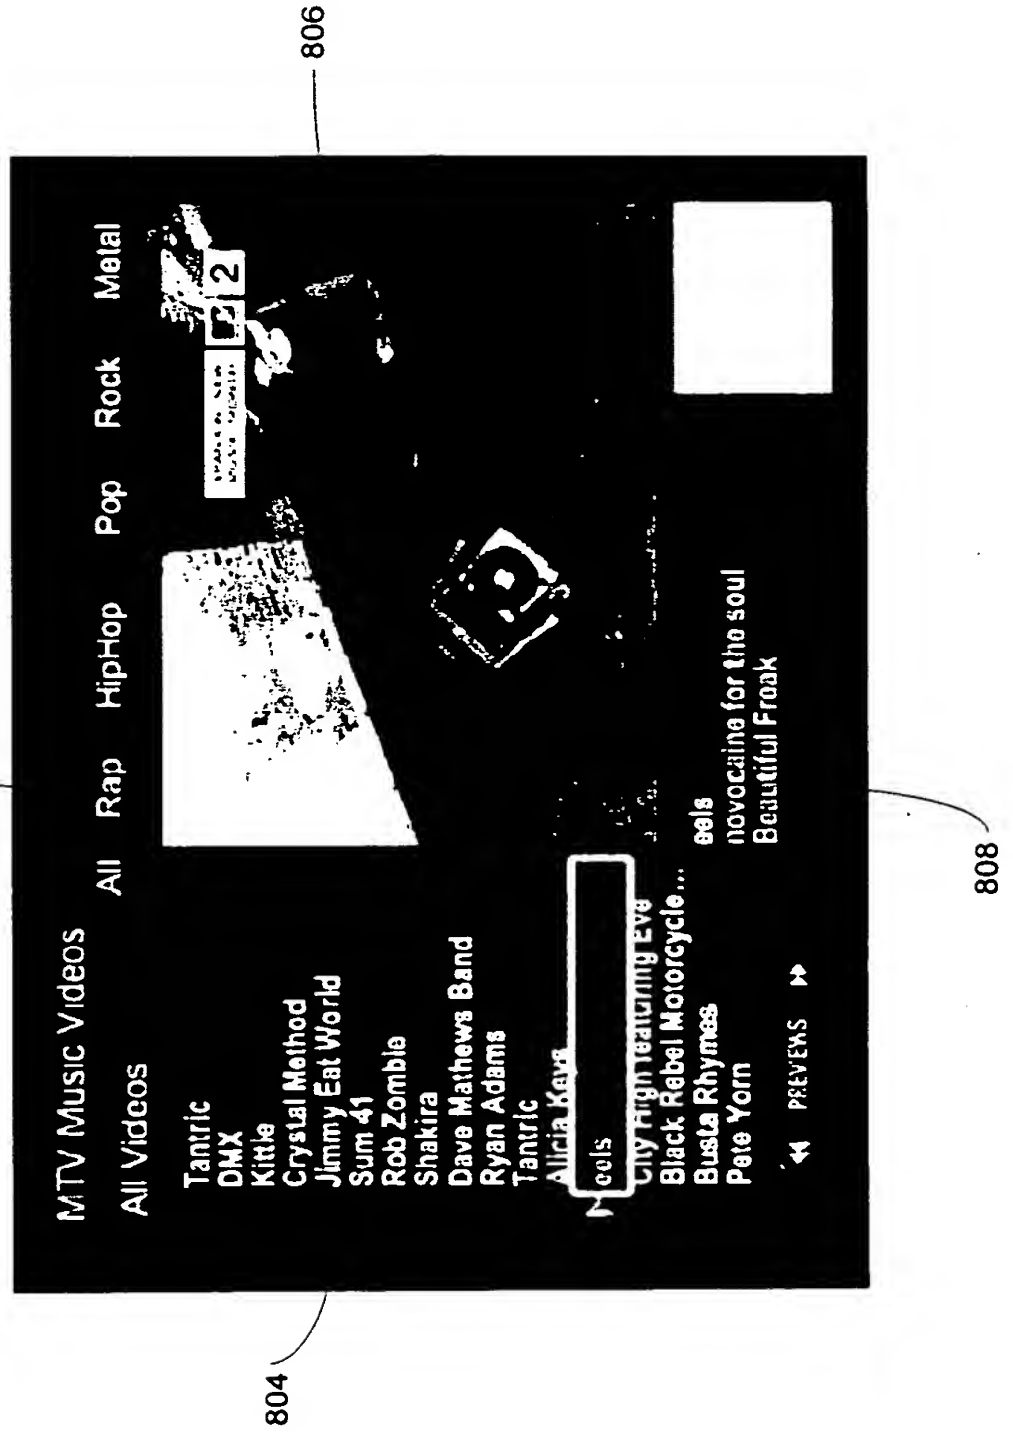 806
MTV Music Videos
All Rap HipHop Pop Rock Metal
All Videos
2
Tantric
DMX
Kittle
Crystal Method
Jimmy Eat World
Sum 41
Rob Zombie
Shakira
Dave Mathews Band
Ryan Adams
Tantric
Alicia Keys
eels
City High featuring Eve
Black Rebel Motorcycle...
Busta Rhymes
Pete Yorn
eels
novocaine for the soul
Beautiful Freak
PREVIEWS
804
808